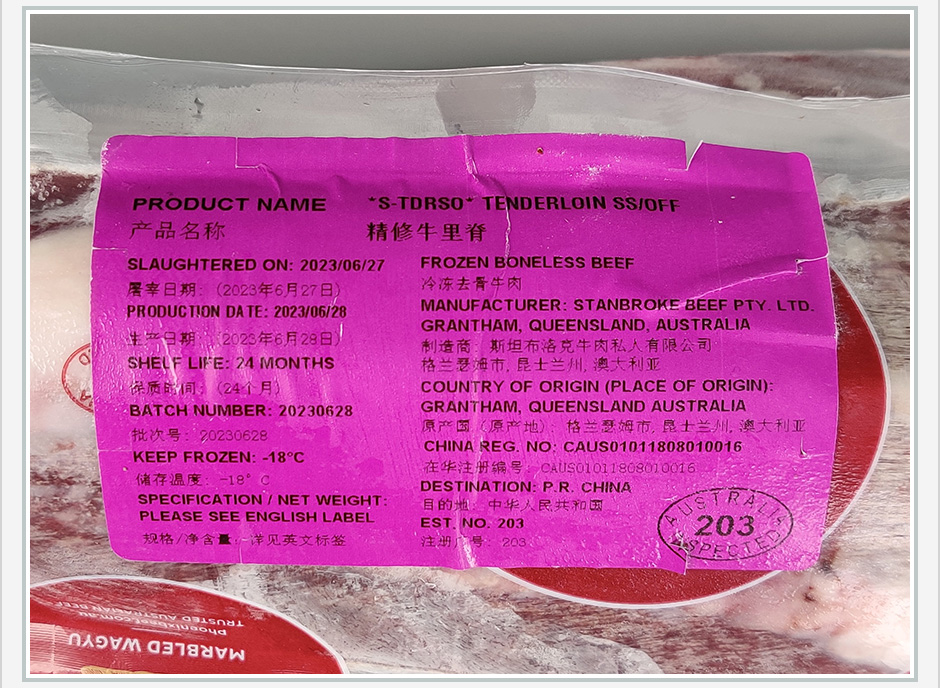 PRODUCT NAME *S-TDRSO* TENDERLOIN SS/OFF
产品名称 精修牛里脊
SLAUGHTERED ON: 2023/06/27
屠宰日期: (2023年6月27日)
PRODUCTION DATE: 2023/06/28
生产日期: (2023年6月28日)
SHELF LIFE: 24 MONTHS
保质时间: (24个月)
BATCH NUMBER: 20230628
批次号: 20230628
KEEP FROZEN: -18°C
储存温度: -18° C
SPECIFICATION / NET WEIGHT:
PLEASE SEE ENGLISH LABEL
规格/净含量: 详见英文标签
FROZEN BONELESS BEEF
冷冻去骨牛肉
MANUFACTURER: STANBROKE BEEF PTY. LTD.
GRANTHAM, QUEENSLAND, AUSTRALIA
制造商: 斯坦布洛克牛肉私人有限公司
格兰瑟姆市, 昆士兰州, 澳大利亚
COUNTRY OF ORIGIN (PLACE OF ORIGIN):
GRANTHAM, QUEENSLAND AUSTRALIA
原产国 (原产地): 格兰瑟姆市, 昆士兰州, 澳大利亚
CHINA REG. NO: CAUS01011808010016
在华注册编号: CAUS01011808010016
DESTINATION: P.R. CHINA
目的地: 中华人民共和国
EST. NO. 203
注册厂号: 203
AUSTRALIA
203
INSPECTED
MARBLED WAGYU
phoenixbeef.com.au
TRUSTED AUSTRALIAN BEEF